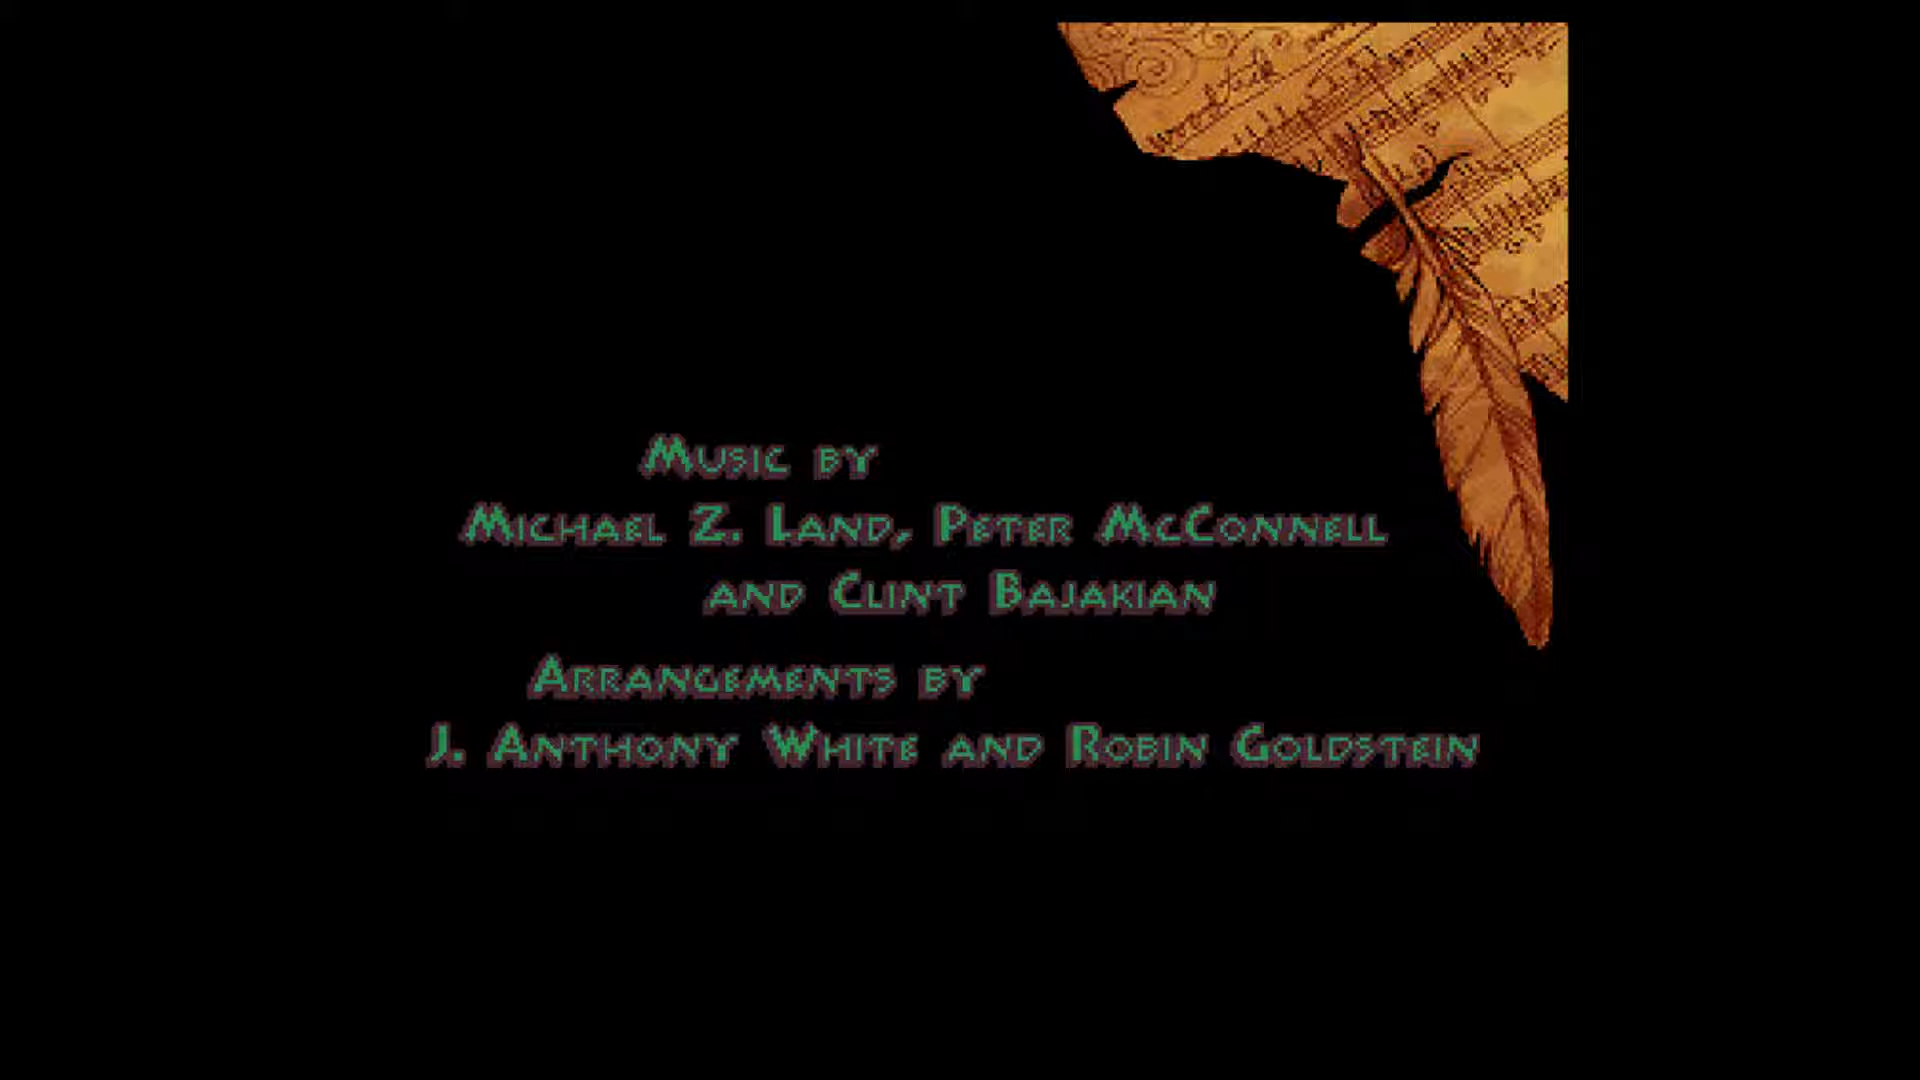 Music by
Michael Z. Land, Peter McConnell
and Clint Bajakian
Arrangements by
J. Anthony White and Robin Goldstein